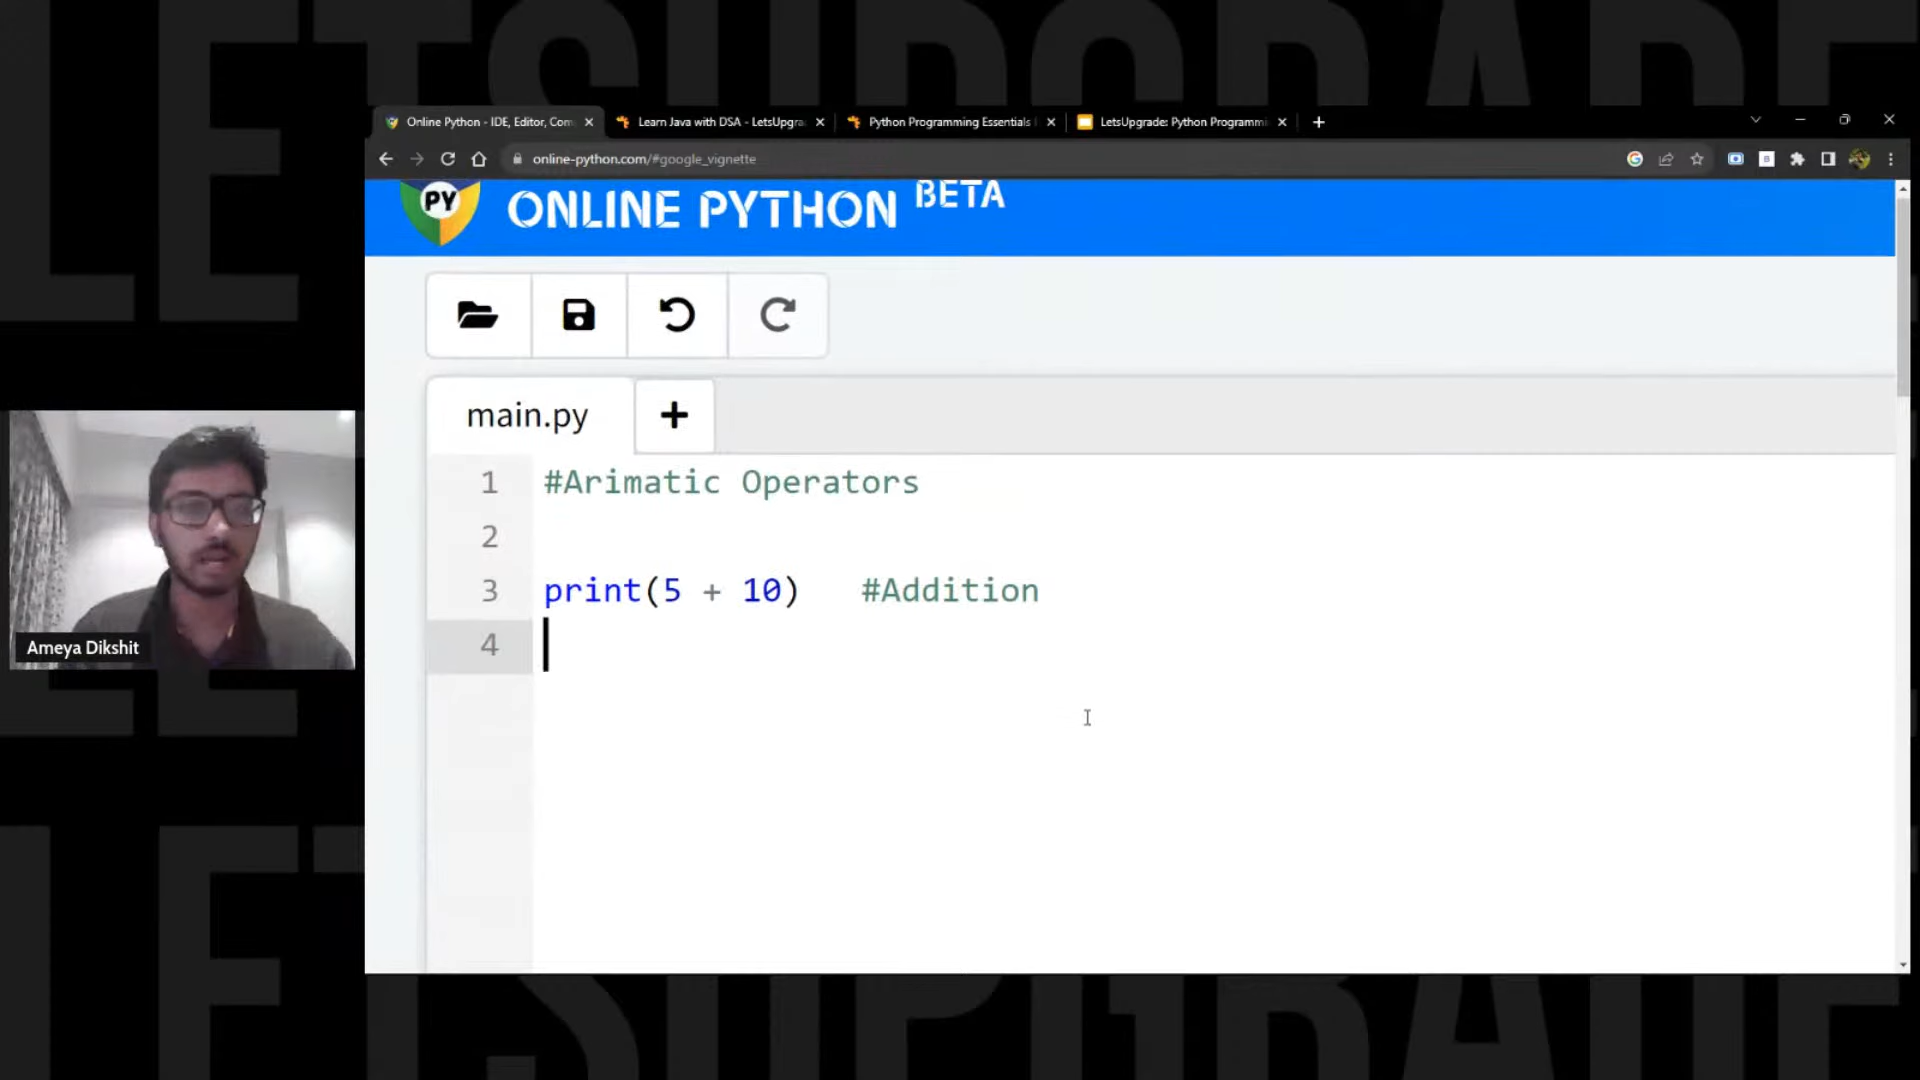 LETSUPGRADE
Online Python - IDE, Editor, Com
Learn Java with DSA - LetsUpgra
Python Programming Essentials
LetsUpgrade: Python Programmi
online-python.com/#google_vignette
PY
ONLINE PYTHON BETA
main.py
1 #Arimatic Operators
2
3 print(5 + 10) #Addition
4
Ameya Dikshit
LETSUPGRADE